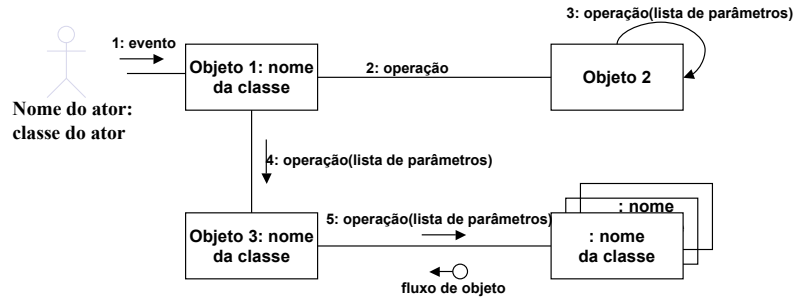 3: operação(lista de parâmetros)
1: evento
Objeto 1: nome
da classe
2: operação
Objeto 2
Nome do ator:
classe do ator
4: operação(lista de parâmetros)
5: operação(lista de parâmetros)
: nome
Objeto 3: nome
da classe
: nome
da classe
fluxo de objeto